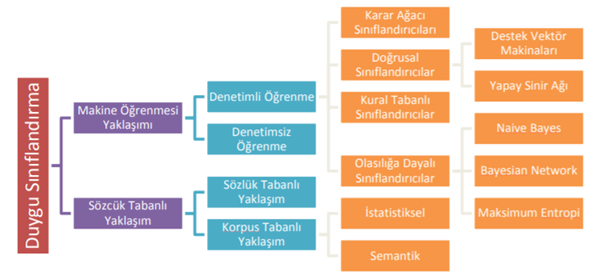 Duygu Sınıflandırma
Makine Öğrenmesi
Yaklaşımı
Denetimli Öğrenme
Karar Ağacı
Sınıflandırıcıları
Doğrusal
Sınıflandırıcılar
Destek Vektör
Makinaları
Yapay Sinir Ağı
Kural Tabanlı
Sınıflandırıcılar
Olasılığa Dayalı
Sınıflandırıcılar
Naive Bayes
Bayesian Network
Maksimum Entropi
Denetimsiz
Öğrenme
Sözcük Tabanlı
Yaklaşım
Sözlük Tabanlı
Yaklaşım
Korpus Tabanlı
Yaklaşım
İstatistiksel
Semantik